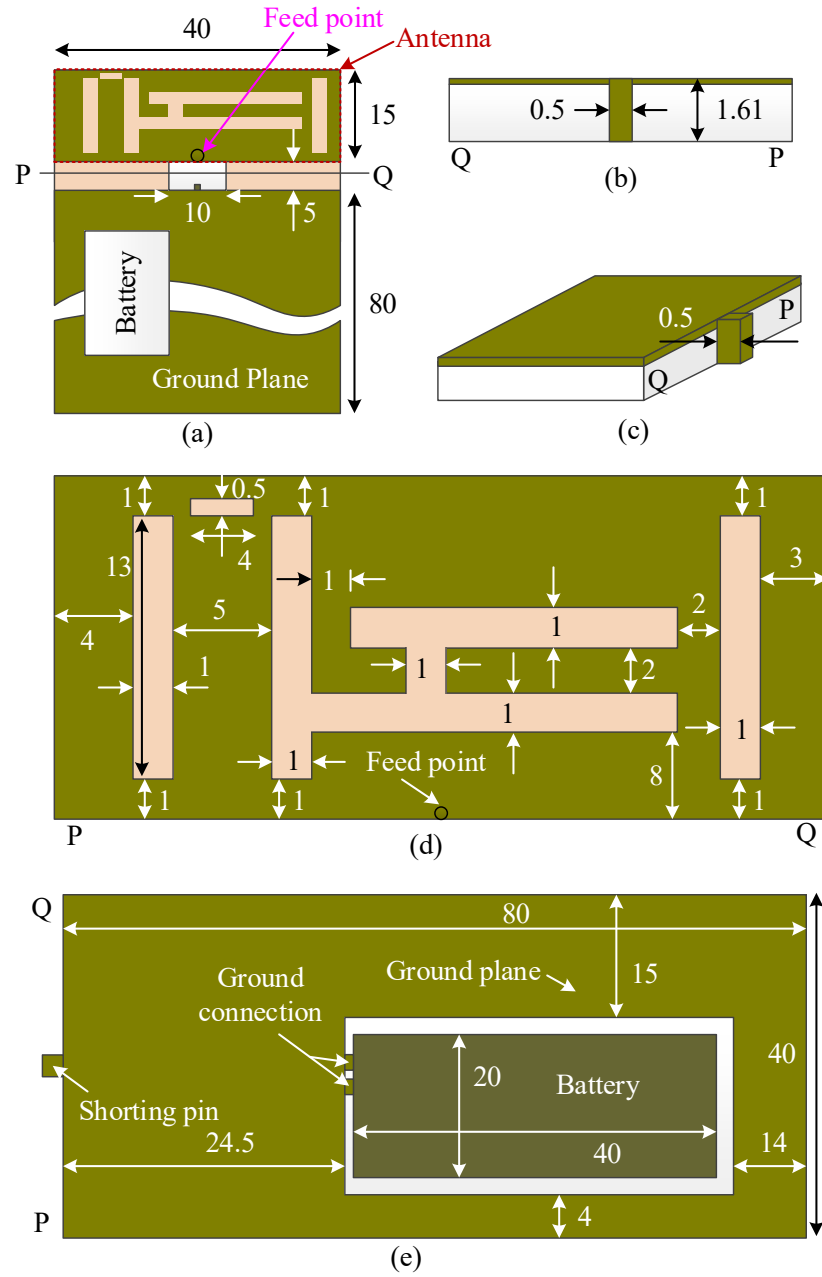 Feed point
40
Antenna
15
P
Q
10
5
Battery
80
Ground Plane
(a)
0.5
1.61
Q
P
(b)
0.5
P
Q
(c)
1
0.5
1
1
13
4
1
3
5
2
4
1
1
1
2
1
1
1
Feed point
8
1
1
1
P
Q
(d)
Q
80
Ground plane
15
Ground
connection
40
20
Battery
Shorting pin
24.5
40
14
4
P
(e)